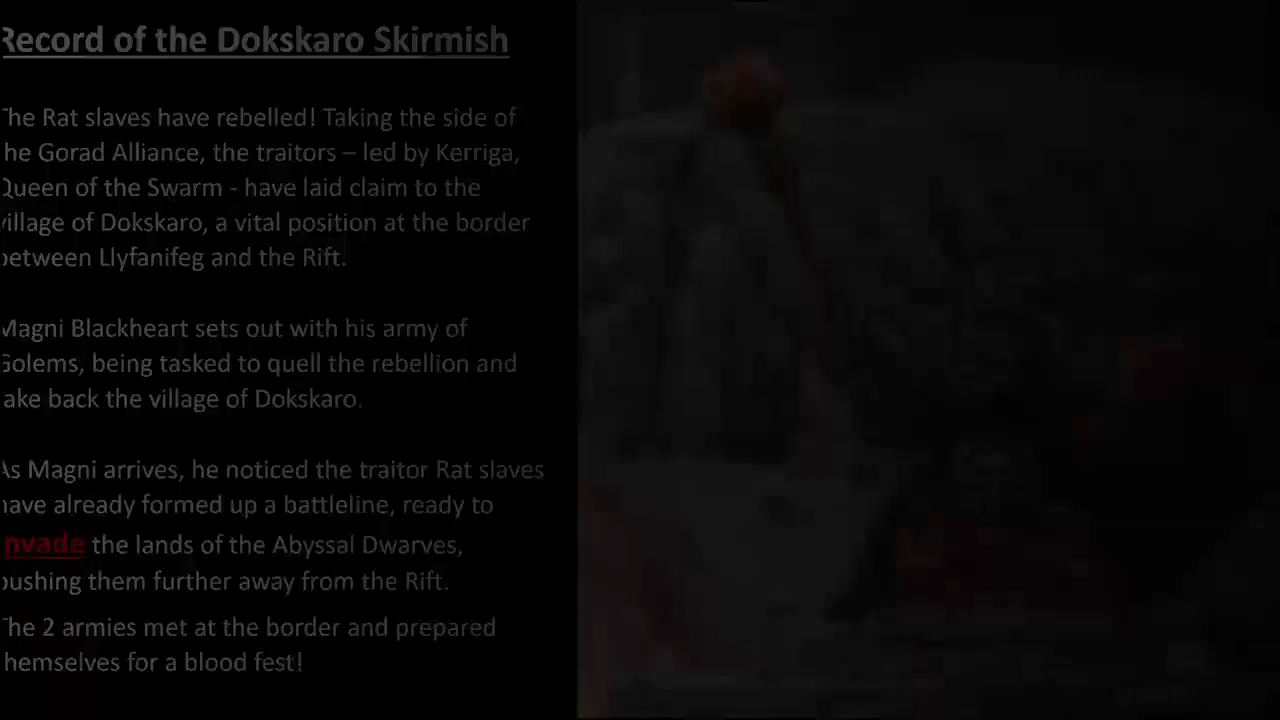 Record of the Dokskaro Skirmish
The Rat slaves have rebelled! Taking the side of
he Gorad Alliance, the traitors – led by Kerriga,
Queen of the Swarm - have laid claim to the
village of Dokskaro, a vital position at the border
between Llyfanifeg and the Rift.
Magni Blackheart sets out with his army of
Golems, being tasked to quell the rebellion and
ake back the village of Dokskaro.
As Magni arrives, he noticed the traitor Rat slaves
have already formed up a battleline, ready to
nvade the lands of the Abyssal Dwarves,
pushing them further away from the Rift.
The 2 armies met at the border and prepared
hemselves for a blood fest!